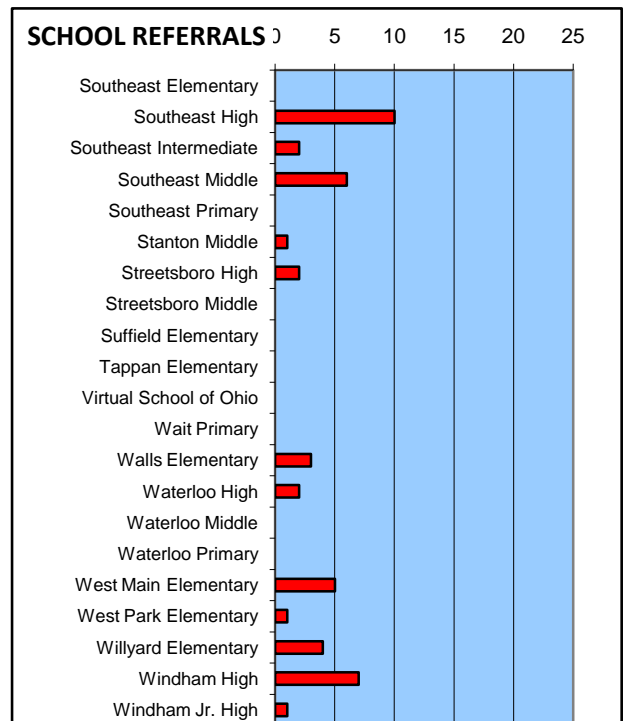 SCHOOL REFERRALS 0 5 10 15 20 25
Southeast Elementary
Southeast High
Southeast Intermediate
Southeast Middle
Southeast Primary
Stanton Middle
Streetsboro High
Streetsboro Middle
Suffield Elementary
Tappan Elementary
Virtual School of Ohio
Wait Primary
Walls Elementary
Waterloo High
Waterloo Middle
Waterloo Primary
West Main Elementary
West Park Elementary
Willyard Elementary
Windham High
Windham Jr. High